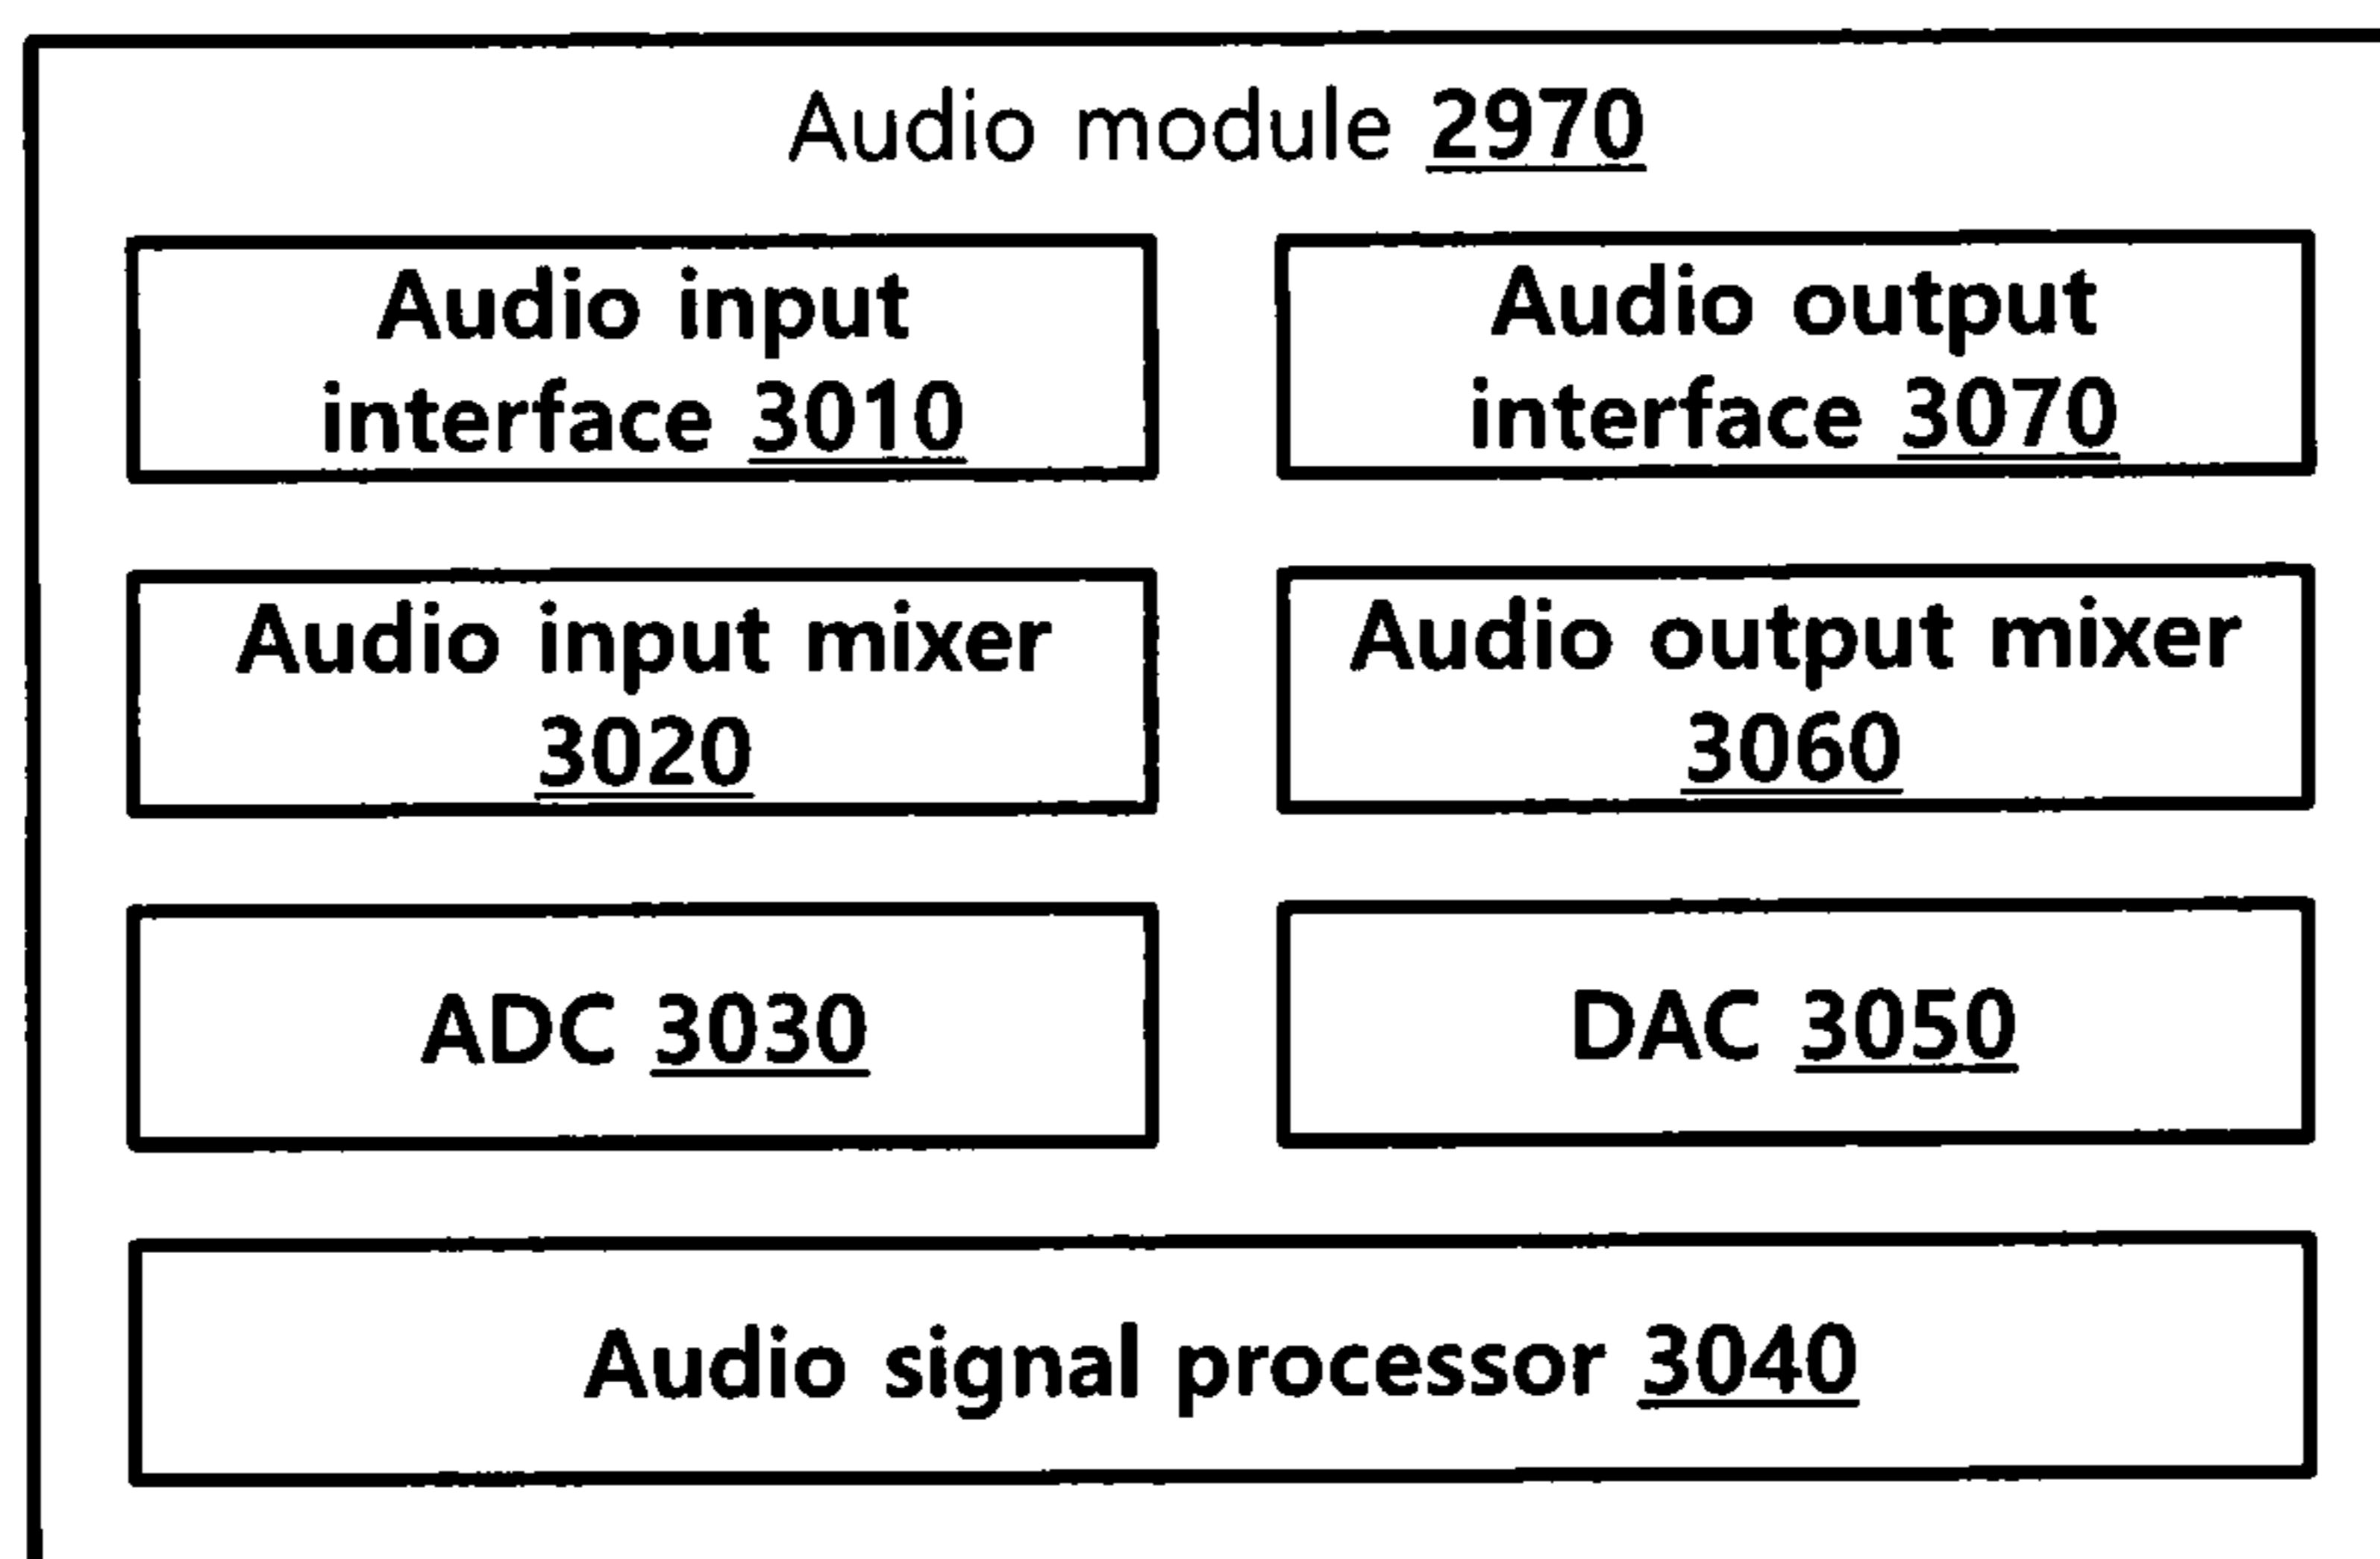 Audio module 2970
Audio input
interface 3010
Audio output
interface 3070
Audio input mixer
3020
Audio output mixer
3060
ADC 3030
DAC 3050
Audio signal processor 3040